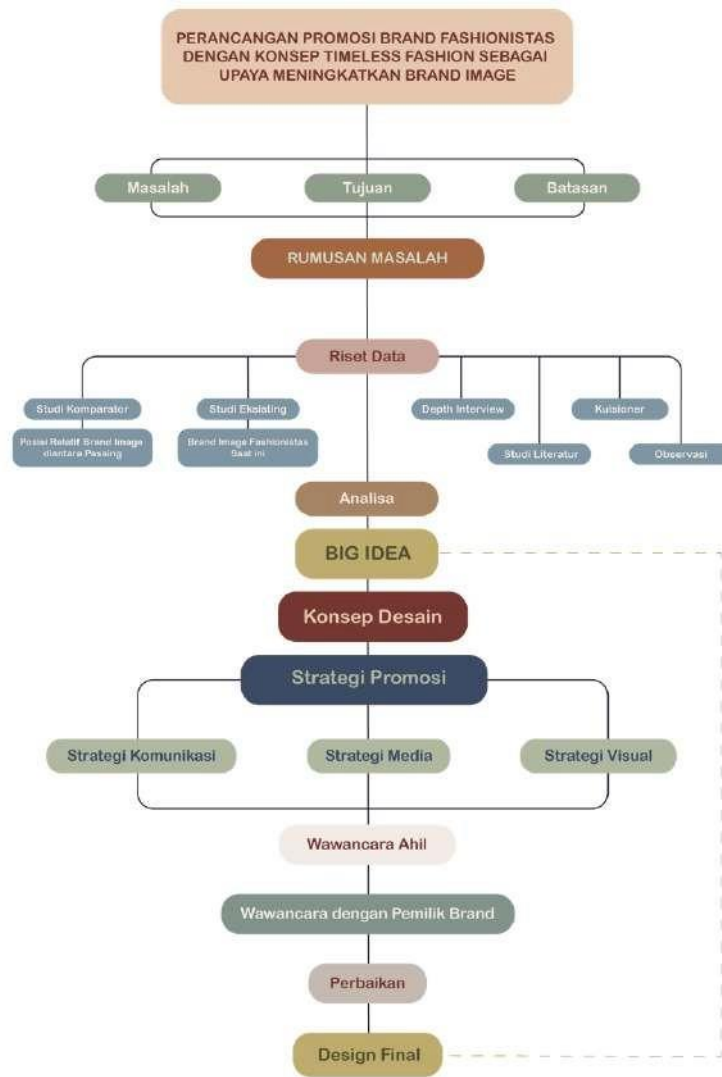 PERANCANGAN PROMOSI BRAND FASHIONISTAS
DENGAN KONSEP TIMELESS FASHION SEBAGAI
UPAYA MENINGKATKAN BRAND IMAGE
Masalah
Tujuan
Batasan
RUMUSAN MASALAH
Riset Data
Studi Komparator
Studi Eksisting
Depth Interview
Kuisioner
Posisi Relatif Brand Image
diantara Pesaing
Brand Image Fashionistas
Saat ini
Studi Literatur
Observasi
Analisa
BIG IDEA
Konsep Desain
Strategi Promosi
Strategi Komunikasi
Strategi Media
Strategi Visual
Wawancara Ahil
Wawancara dengan Pemilik Brand
Perbaikan
Design Final